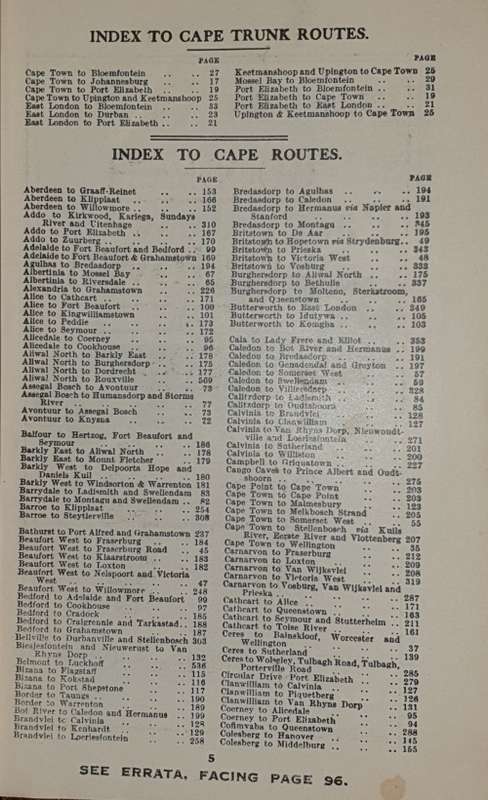 INDEX TO CAPE TRUNK ROUTES.
PAGE
Cape Town to Bloemfontein .. .. 27
Cape Town to Johannesburg .. .. 17
Cape Town to Port Elizabeth .. .. 19
Cape Town to Upington and Keetmanshoop 25
East London to Bloemfontein .. .. 33
East London to Durban .. .. .. 23
East London to Port Elizabeth .. .. 21
PAGE
Keetmanshoop and Upington to Cape Town 25
Mossel Bay to Bloemfontein .. .. 29
Port Elizabeth to Bloemfontein .. .. 31
Port Elizabeth to Cape Town .. .. 19
Port Elizabeth to East London .. .. 21
Upington & Keetmanshoop to Cape Town 25
INDEX TO CAPE ROUTES.
PAGE
Aberdeen to Graaff-Reinet .. .. 153
Aberdeen to Klipplaat .. .. .. 166
Aberdeen to Willowmore .. .. .. 152
Addo to Kirkwood, Kariega, Sundays
River and Uitenhage .. .. 310
Addo to Port Elizabeth .. .. .. 167
Addo to Zuurberg .. .. .. 170
Adelaide to Fort Beaufort and Bedford .. 99
Adelaide to Fort Beaufort & Grahamstown 169
Agulhas to Bredasdorp .. .. .. 194
Albertinia to Mossel Bay .. .. 67
Albertinia to Riversdale .. .. .. 65
Alexandria to Grahamstown .. .. 226
Alice to Cathcart .. .. .. .. 171
Alice to Fort Beaufort .. .. .. 100
Alice to Kingwilliamstown .. .. 101
Alice to Peddie .. .. .. .. 173
Alice to Seymour .. .. .. .. 172
Alicedale to Coerney .. .. .. 95
Alicedale to Cookhouse .. .. .. 96
Aliwal North to Barkly East .. .. 178
Aliwal North to Burghersdorp .. .. 175
Aliwal North to Dordrecht .. .. 177
Aliwal North to Rouxville .. .. 509
Assegai Bosch to Avontuur .. .. 73
Assegai Bosch to Humansdorp and Storms
River .. .. .. .. .. 77
Avontuur to Assegai Bosch .. .. 73
Avontuur to Knysna .. .. .. 72
Balfour to Hertzog, Fort Beaufort and
Seymour .. .. .. .. 186
Barkly East to Aliwal North .. .. 178
Barkly East to Mount Fletcher .. .. 179
Barkly West to Delpoorts Hope and
Daniels Kuil .. .. .. .. 180
Barkly West to Windsorton & Warrenton 181
Barrydale to Ladismith and Swellendam 83
Barrydale to Montagu and Swellendam .. 82
Barroe to Klipplaat .. .. .. 254
Barroe to Steytlerville .. .. .. 308
Bathurst to Port Alfred and Grahamstown 237
Beaufort West to Fraserburg .. .. 184
Beaufort West to Fraserburg Road .. 45
Beaufort West to Klaarstroom .. .. 183
Beaufort West to Loxton .. .. 182
Beaufort West to Nelspoort and Victoria
West .. .. .. .. .. 47
Beaufort West to Willowmore .. .. 248
Bedford to Adelaide and Fort Beaufort 99
Bedford to Cookhouse .. .. .. 97
Bedford to Cradock .. .. .. 185
Bedford to Craigrennie and Tarkastad .. 188
Bedford to Grahamstown .. .. 187
Bellville to Durbanville and Stellenbosch 303
Biesjesfontein and Nieuwerust to Van
Rhyns Dorp .. .. .. .. 132
Belmont to Luckhoff .. .. .. 536
Bizana to Flagstaff .. .. .. 115
Bizana to Kokstad .. .. .. 116
Bizana to Port Shepstone .. .. 117
Border to Taungs .. .. .. .. 190
Border to Warrenton .. .. .. 189
Bot River to Caledon and Hermanus .. 199
Brandvlei to Calvinia .. .. .. 128
Brandvlei to Kenhardt .. .. .. 129
Brandvlei to Loeriesfontein .. .. 258
PAGE
Bredasdorp to Agulhas .. .. .. 194
Bredasdorp to Caledon .. .. .. 191
Bredasdorp to Hermanus via Napier and
Stanford .. .. .. .. 193
Bredasdorp to Montagu .. .. .. 345
Britstown to De Aar .. .. .. 195
Britstown to Hopetown via Strydenburg .. 49
Britstown to Prieska .. .. .. 343
Britstown to Victoria West .. .. 48
Britstown to Vosburg .. .. .. 333
Burghersdorp to Aliwal North .. .. 175
Burghersdorp to Bethulie .. .. 337
Burghersdorp to Molteno, Sterkstroom,
and Queenstown .. .. .. 165
Butterworth to East London .. .. 349
Butterworth to Idutywa .. .. .. 105
Butterworth to Komgha .. .. .. 103
Cala to Lady Frere and Elliot .. .. 353
Caledon to Bot River and Hermanus .. 199
Caledon to Bredasdorp .. .. .. 191
Caledon to Genadendal and Greyton .. 197
Caledon to Somerset West .. .. 57
Caledon to Swellendam .. .. .. 59
Caledon to Villiersdorp .. .. .. 328
Calitzdorp to Ladismith .. .. .. 84
Calitzdorp to Oudtshoorn .. .. 85
Calvinia to Brandvlei .. .. .. 128
Calvinia to Clanwilliam .. .. .. 127
Calvinia to Van Rhyns Dorp, Nieuwoudt-
ville and Loeriesfontein .. .. 271
Calvinia to Sutherland .. .. .. 201
Calvinia to Williston .. .. .. 200
Campbell to Griquatown .. .. .. 227
Cango Caves to Prince Albert and Oudt-
shoorn .. .. .. .. .. 275
Cape Point to Cape Town .. .. 203
Cape Town to Cape Point .. .. 203
Cape Town to Malmesbury .. .. 123
Cape Town to Melkbosch Strand .. .. 205
Cape Town to Somerset West .. .. 55
Cape Town to Stellenbosch via Kuils
River, Eerste River and Vlottenberg 207
Cape Town to Wellington .. .. 35
Carnarvon to Fraserburg .. .. .. 212
Carnarvon to Loxton .. .. .. 209
Carnarvon to Van Wijksvlei .. .. 208
Carnarvon to Victoria West .. .. 319
Carnarvon to Vosburg, Van Wijksvlei and
Prieska .. .. .. .. .. 287
Cathcart to Alice .. .. .. .. 171
Cathcart to Queenstown .. .. .. 163
Cathcart to Seymour and Stutterheim .. 211
Cathcart to Toise River .. .. .. 161
Ceres to Bainskloof, Worcester and
Wellington .. .. .. .. 37
Ceres to Sutherland .. .. .. 139
Ceres to Wolseley, Tulbagh Road, Tulbagh,
Porterville Road .. .. .. 285
Circular Drive Port Elizabeth .. .. 279
Clanwilliam to Calvinia .. .. .. 127
Clanwilliam to Piquetberg .. .. 126
Clanwilliam to Van Rhyns Dorp .. .. 131
Coerney to Alicedale .. .. .. 95
Coerney to Port Elizabeth .. .. 94
Cofimvaba to Queenstown .. .. 288
Colesberg to Hanover .. .. .. 145
Colesberg to Middelburg .. .. .. 155
5
SEE ERRATA, FACING PAGE 96.